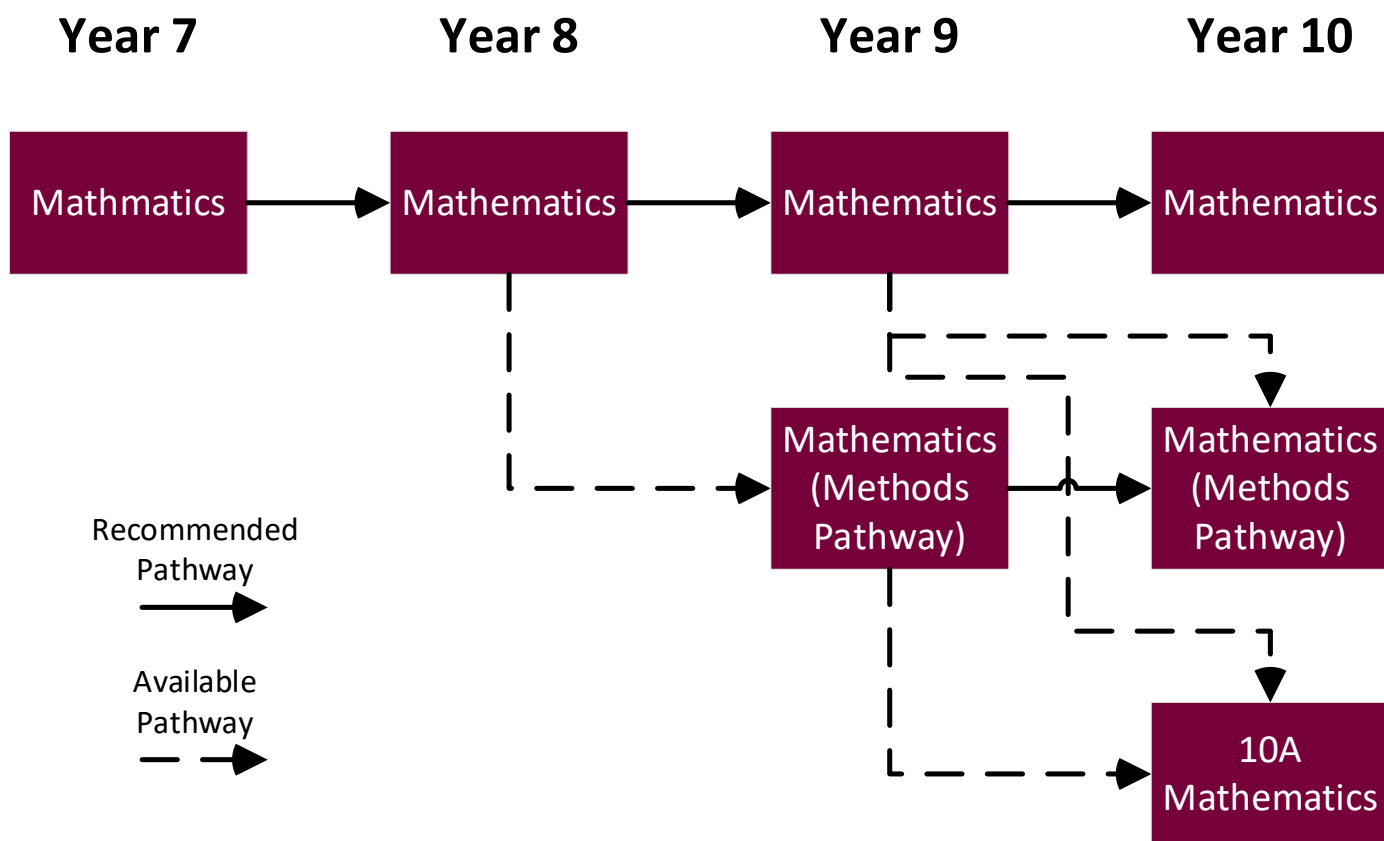 Year 7
Year 8
Year 9
Year 10
Mathmatics
Mathematics
Mathematics
Mathematics
Mathematics
(Methods
Pathway)
Mathematics
(Methods
Pathway)
Recommended
Pathway
Available
Pathway
10A
Mathematics